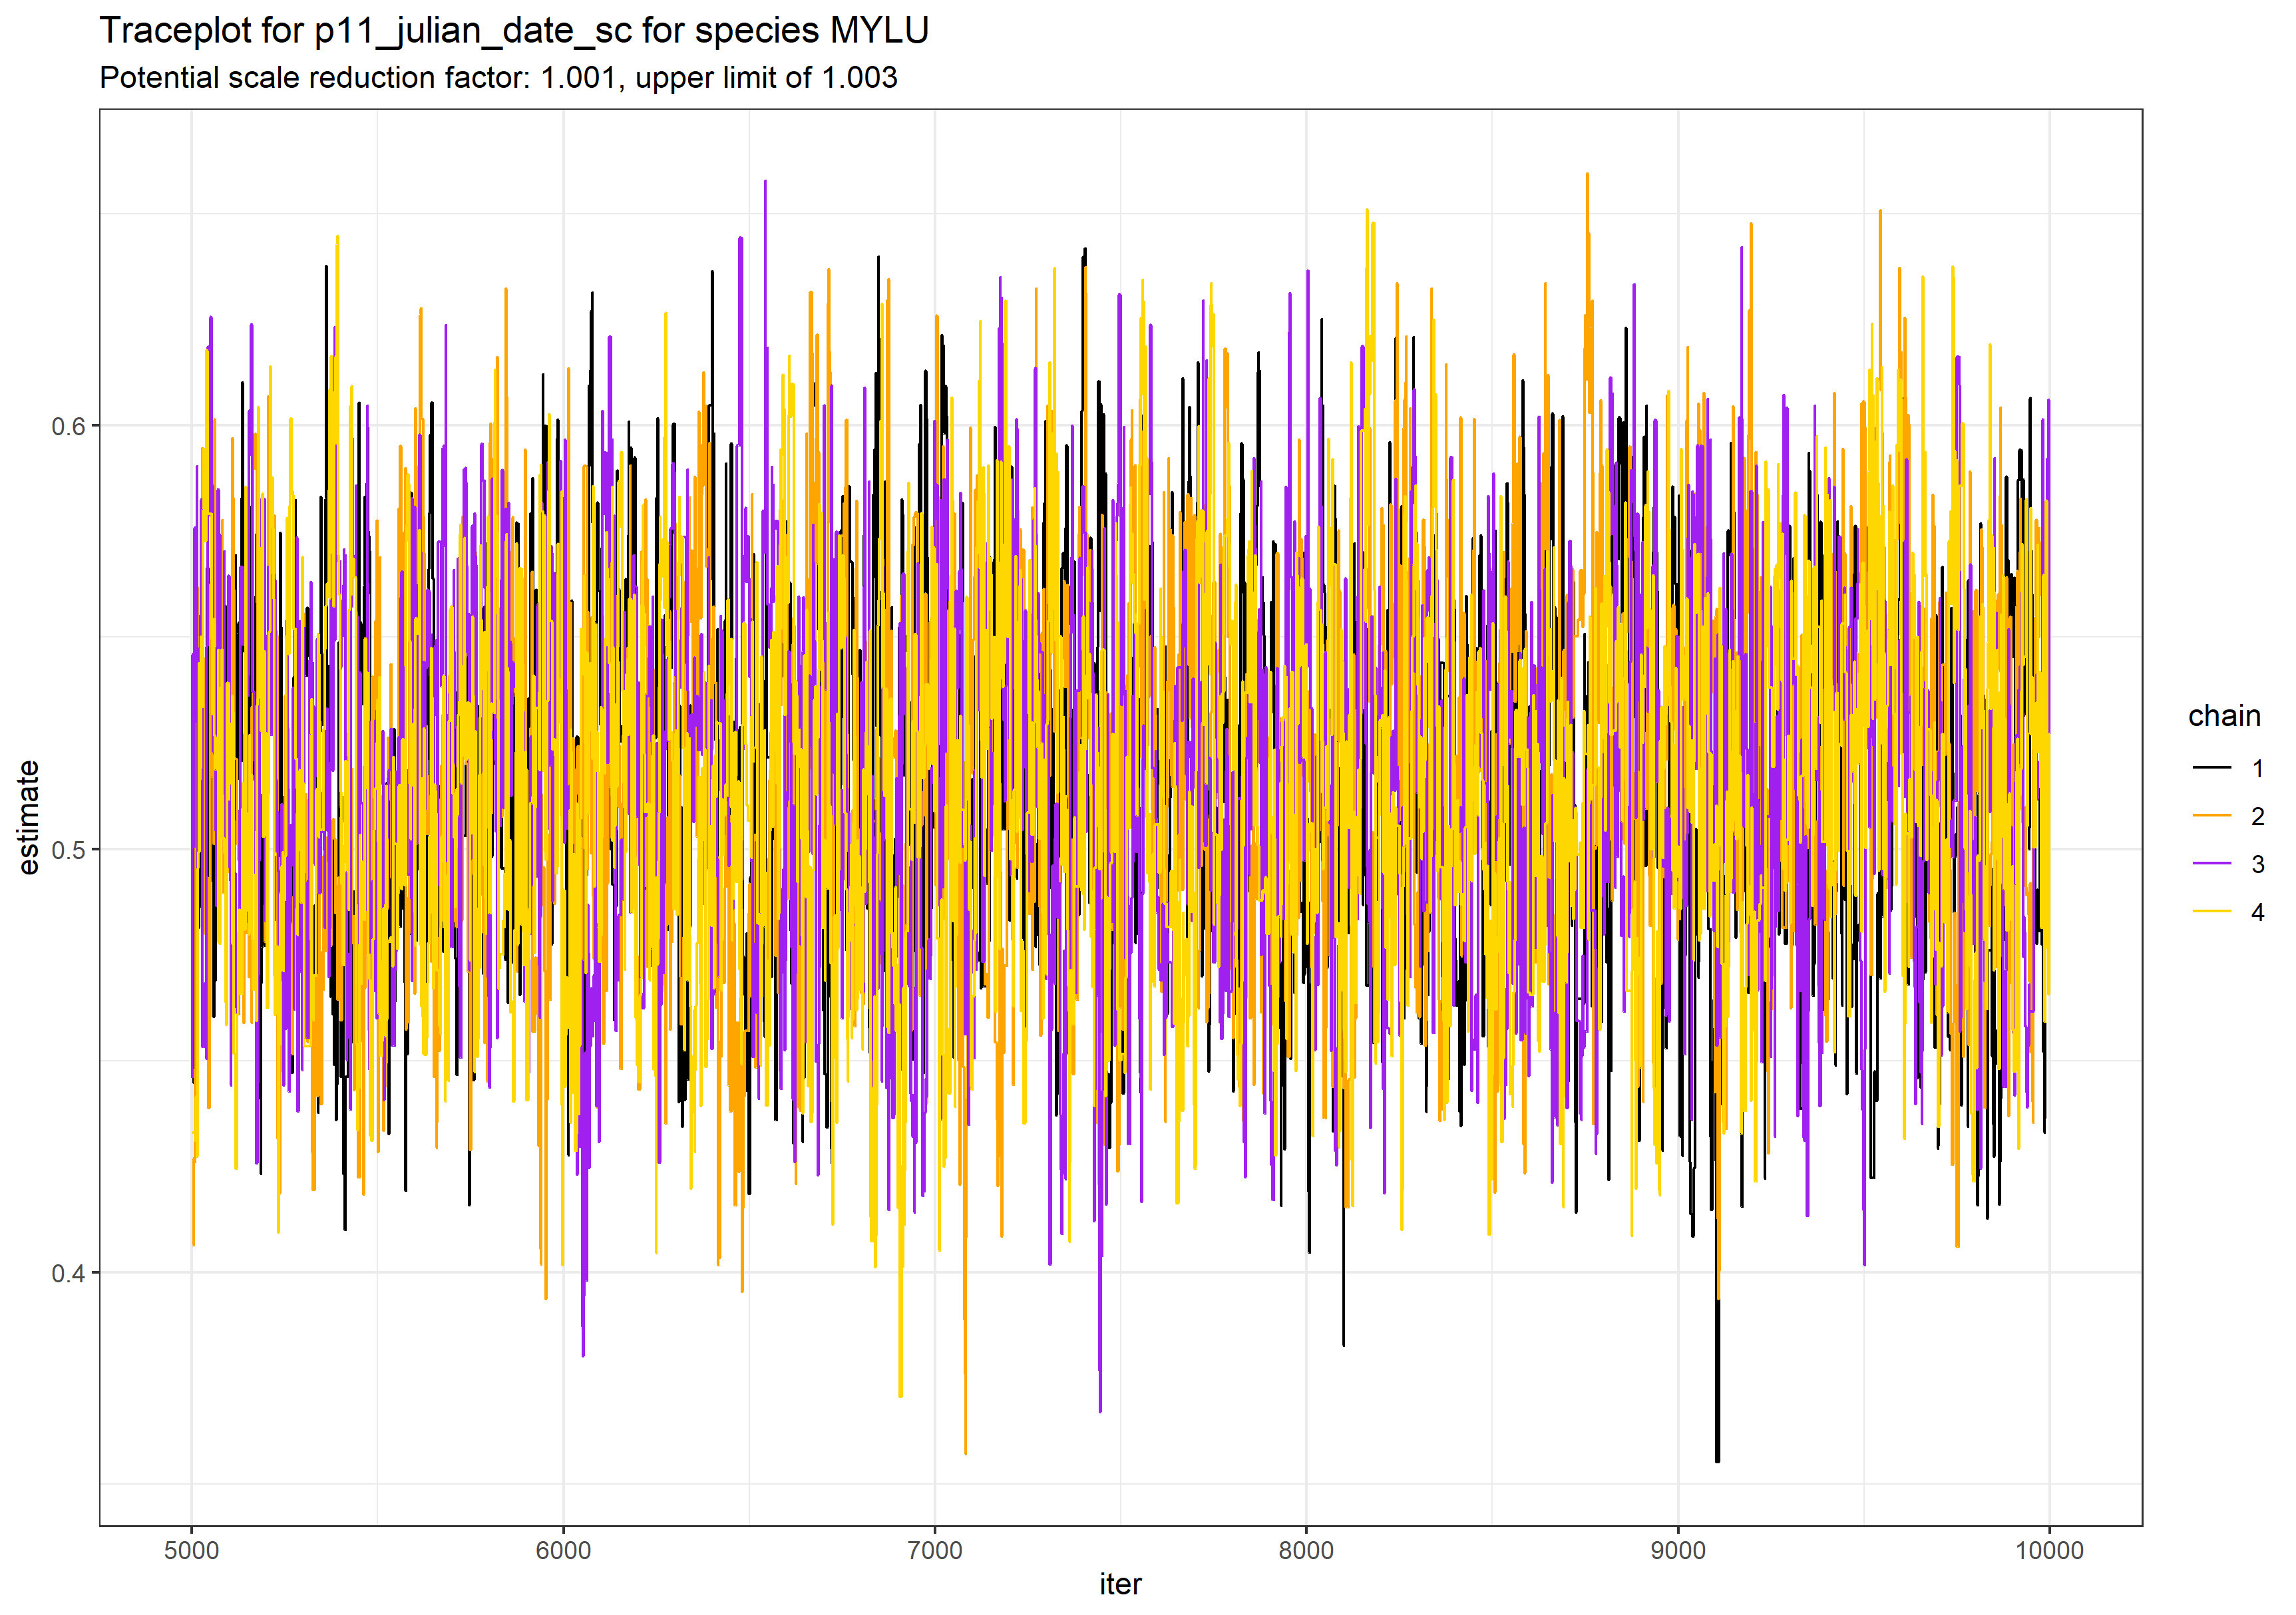 Traceplot for p11_julian_date_sc for species MYLU
Potential scale reduction factor: 1.001, upper limit of 1.003
0.6
0.5
0.4
estimate
5000 6000 7000 8000 9000 10000
iter
chain
1
2
3
4